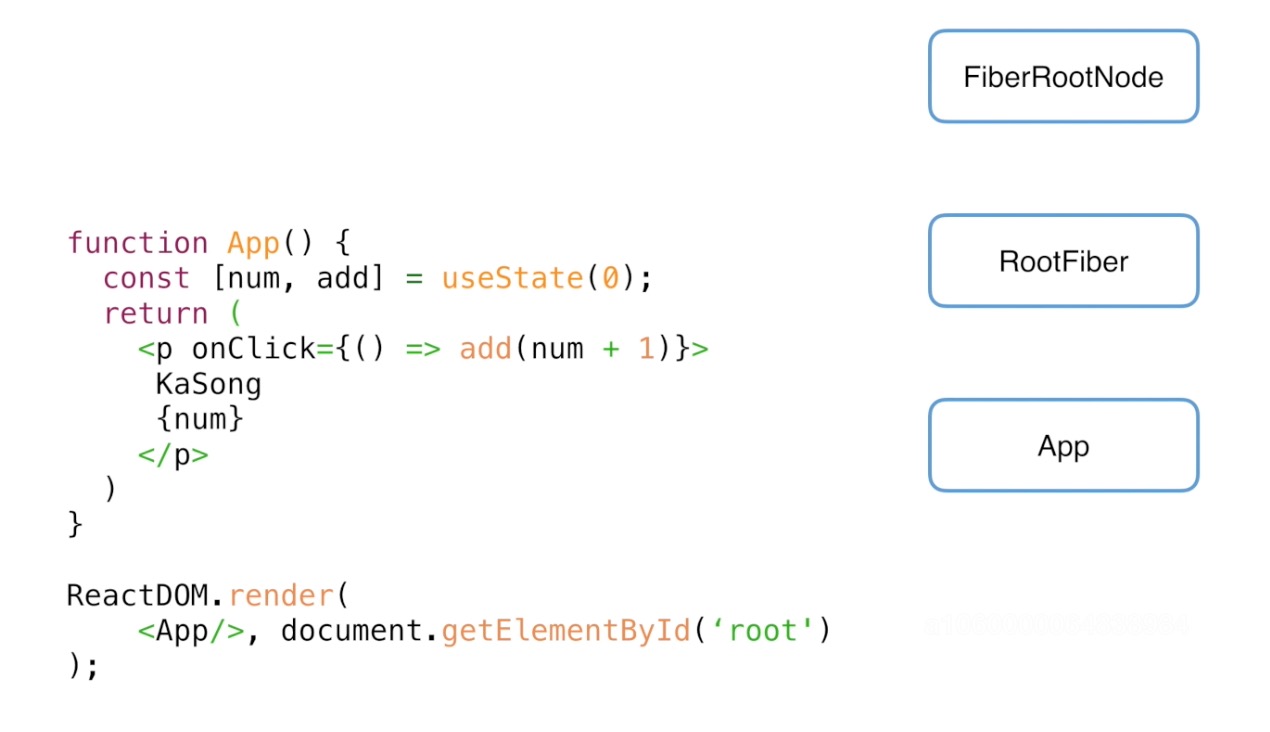 FiberRootNode
function App() {
  const [num, add] = useState(0);
  return (
    <p onClick={() => add(num + 1)}>
     KaSong
     {num}
    </p>
  )
}
ReactDOM.render(
    <App/>, document.getElementById(‘root')
);
RootFiber
App